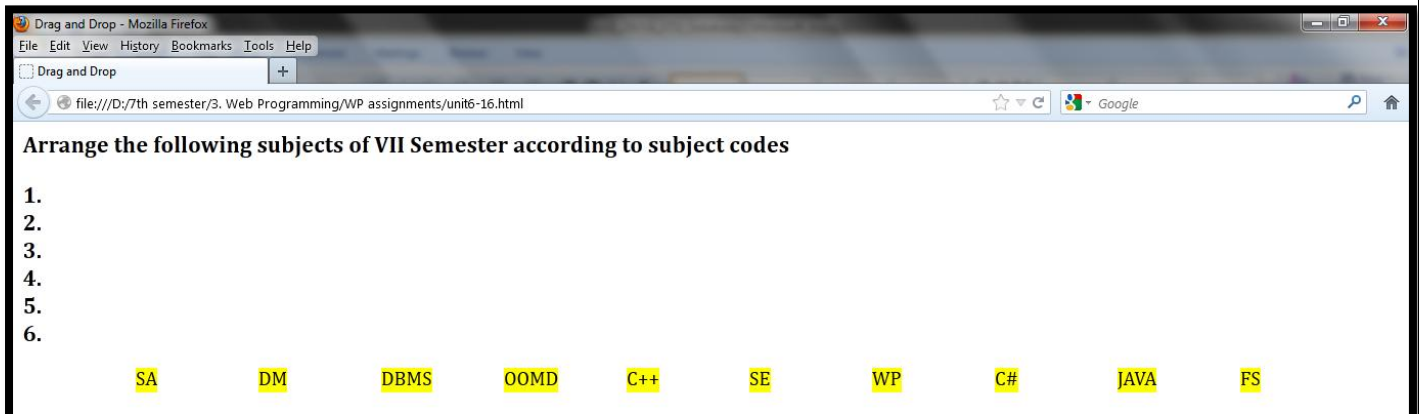 Drag and Drop - Mozilla Firefox
File Edit View History Bookmarks Tools Help
Drag and Drop +
file:///D:/7th semester/3. Web Programming/WP assignments/unit6-16.html Google
Arrange the following subjects of VII Semester according to subject codes
1.
2.
3.
4.
5.
6.
SA DM DBMS OOMD C++ SE WP C# JAVA FS